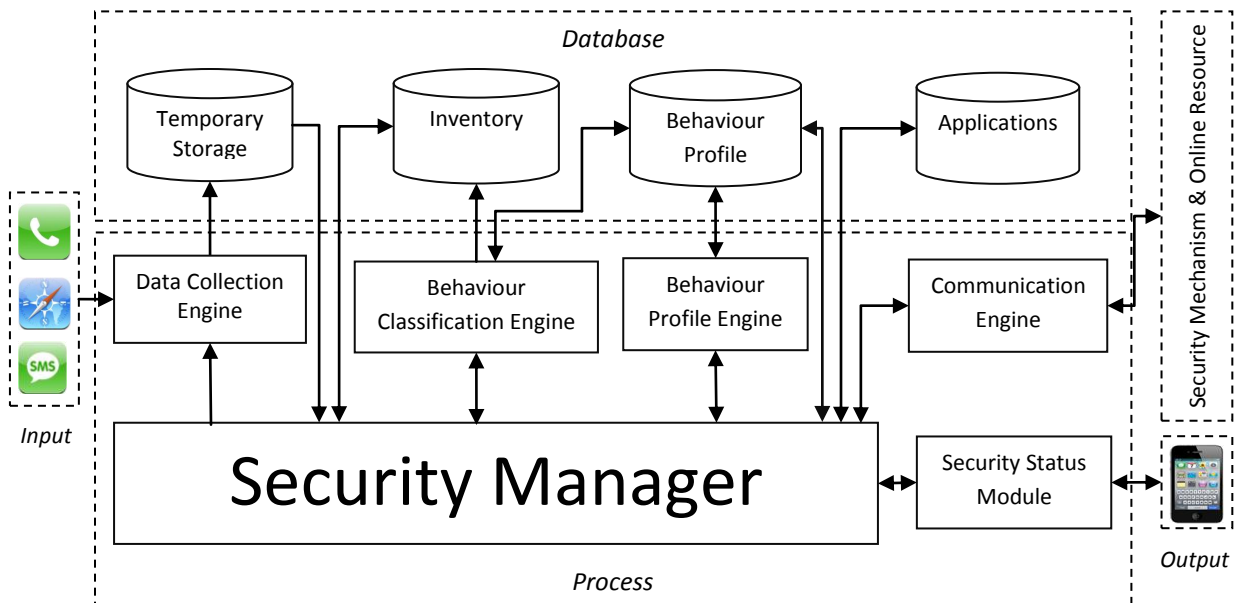 Database
Temporary
Storage
Inventory
Behaviour
Profile
Applications
Security Mechanism & Online Resource
SMS
Input
Data Collection
Engine
Behaviour
Classification Engine
Behaviour
Profile Engine
Communication
Engine
Security Manager
Security Status
Module
Output
Process